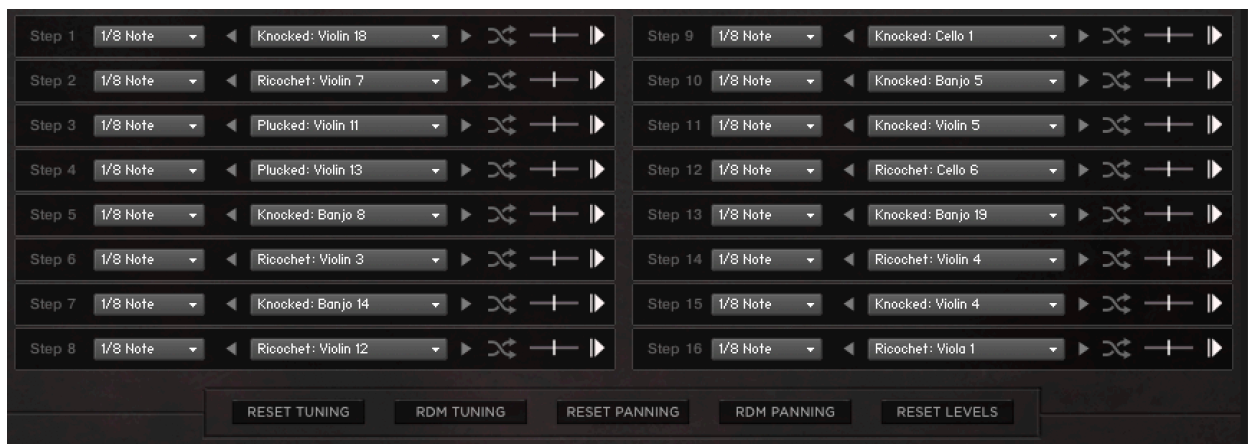 Step 1 1/8 Note Knocked: Violin 18
Step 2 1/8 Note Ricochet: Violin 7
Step 3 1/8 Note Plucked: Violin 11
Step 4 1/8 Note Plucked: Violin 13
Step 5 1/8 Note Knocked: Banjo 8
Step 6 1/8 Note Ricochet: Violin 3
Step 7 1/8 Note Knocked: Banjo 14
Step 8 1/8 Note Ricochet: Violin 12
Step 9 1/8 Note Knocked: Cello 1
Step 10 1/8 Note Knocked: Banjo 5
Step 11 1/8 Note Knocked: Violin 5
Step 12 1/8 Note Ricochet: Cello 6
Step 13 1/8 Note Knocked: Banjo 19
Step 14 1/8 Note Ricochet: Violin 4
Step 15 1/8 Note Knocked: Violin 4
Step 16 1/8 Note Ricochet: Viola 1
RESET TUNING RDM TUNING RESET PANNING RDM PANNING RESET LEVELS